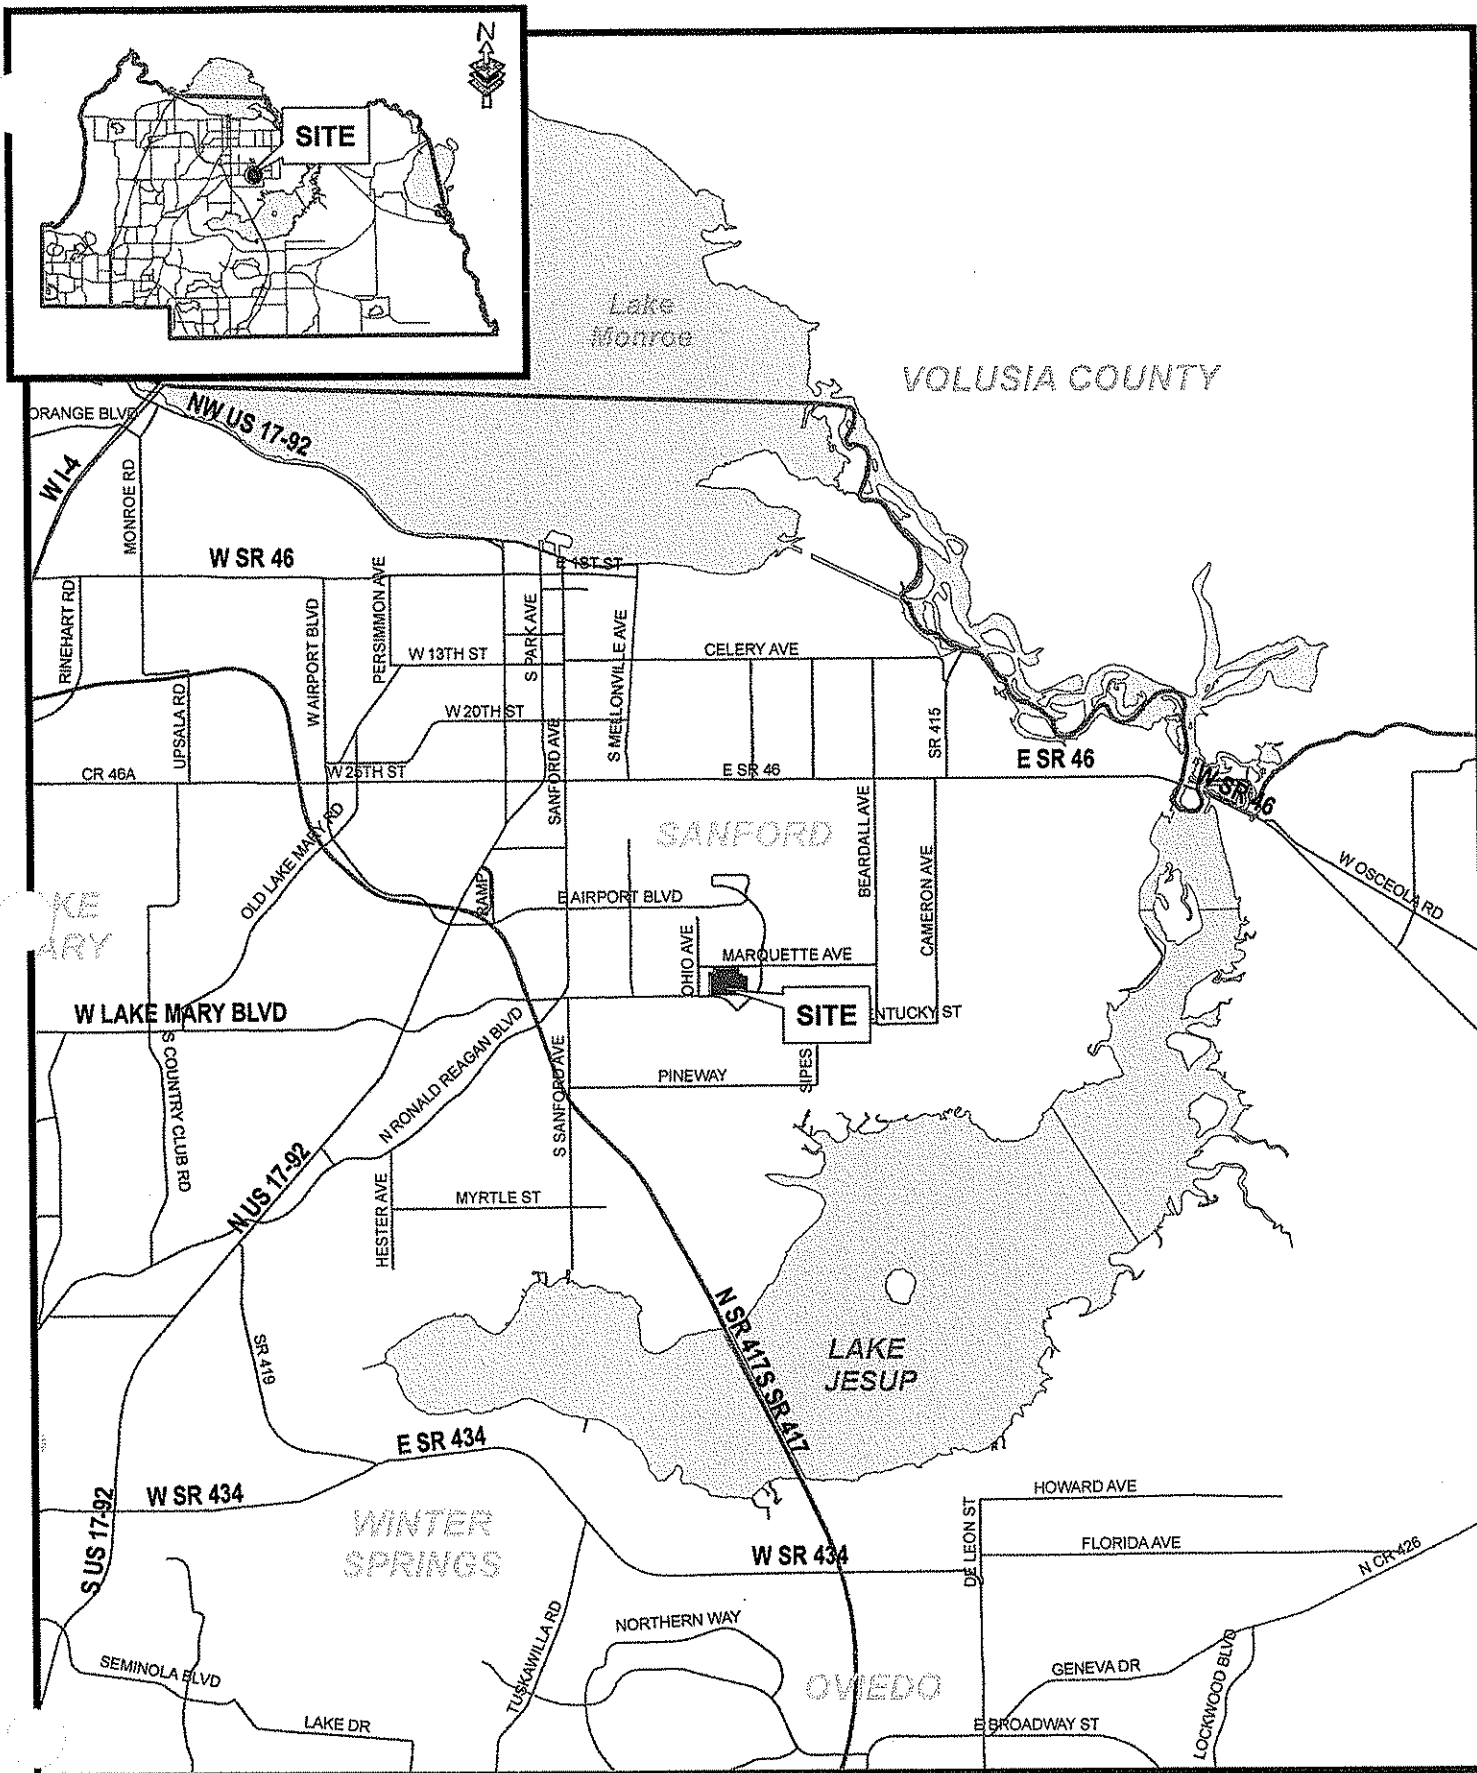 N
SITE
Lake
Monroe
VOLUSIA COUNTY
ORANGE BLVD
NW US 17-92
W I-4
MONROE RD
W SR 46
E 1ST ST
RINEHART RD
W AIRPORT BLVD
PERSIMMON AVE
S PARK AVE
S MELLONVILLE AVE
W 13TH ST
CELERY AVE
UPSALA RD
W 20TH ST
SANFORD AVE
SR 415
CR 46A
W 25TH ST
E SR 46
E SR 46
W SR 46
OLD LAKE MARY RD
SANFORD
BEARDALL AVE
CAMERON AVE
W OSCEOLA RD
KE
ARY
RAMP
E AIRPORT BLVD
OHIO AVE
MARQUETTE AVE
W LAKE MARY BLVD
SITE
NTUCKY ST
S COUNTRY CLUB RD
N RONALD REAGAN BLVD
S SANFORD AVE
PINEWAY
SIPES
N US 17-92
HESTER AVE
MYRTLE ST
SR 419
N SR 417
S SR 417
LAKE
JESUP
E SR 434
W SR 434
S US 17-92
WINTER
SPRINGS
HOWARD AVE
DE LEON ST
FLORIDA AVE
W SR 434
N CR 426
TUSKAWILLA RD
NORTHERN WAY
SEMINOLA BLVD
OVIEDO
GENEVA DR
LOCKWOOD BLVD
LAKE DR
E BROADWAY ST